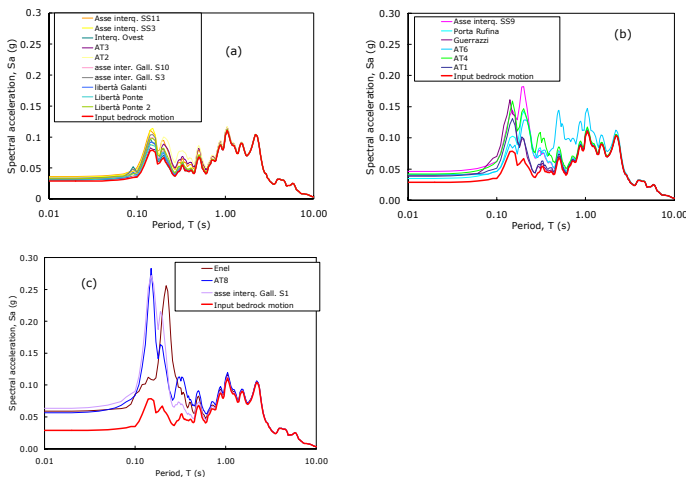 Asse interq. SS11
Asse interq. SS3
Interq. Ovest
AT3
AT2
asse inter. Gall. S10
asse inter. Gall. S3
libertà Galanti
Libertà Ponte
Libertà Ponte 2
Input bedrock motion
(a)
Spectral acceleration, Sa (g)
0.30
0.25
0.20
0.15
0.10
0.05
0
0.01
0.10
1.00
10.00
Period, T (s)
Asse interq. SS9
Porta Rufina
Guerrazzi
AT6
AT4
AT1
Input bedrock motion
(b)
Spectral acceleration, Sa (g)
0.30
0.25
0.20
0.15
0.10
0.05
0.00
0.01
0.10
1.00
10.00
Period, T (s)
Enel
AT8
asse interq. Gall. S1
Input bedrock motion
(c)
Spectral acceleration, Sa (g)
0.30
0.25
0.20
0.15
0.10
0.05
0.00
0.01
0.10
1.00
10.00
Period, T (s)